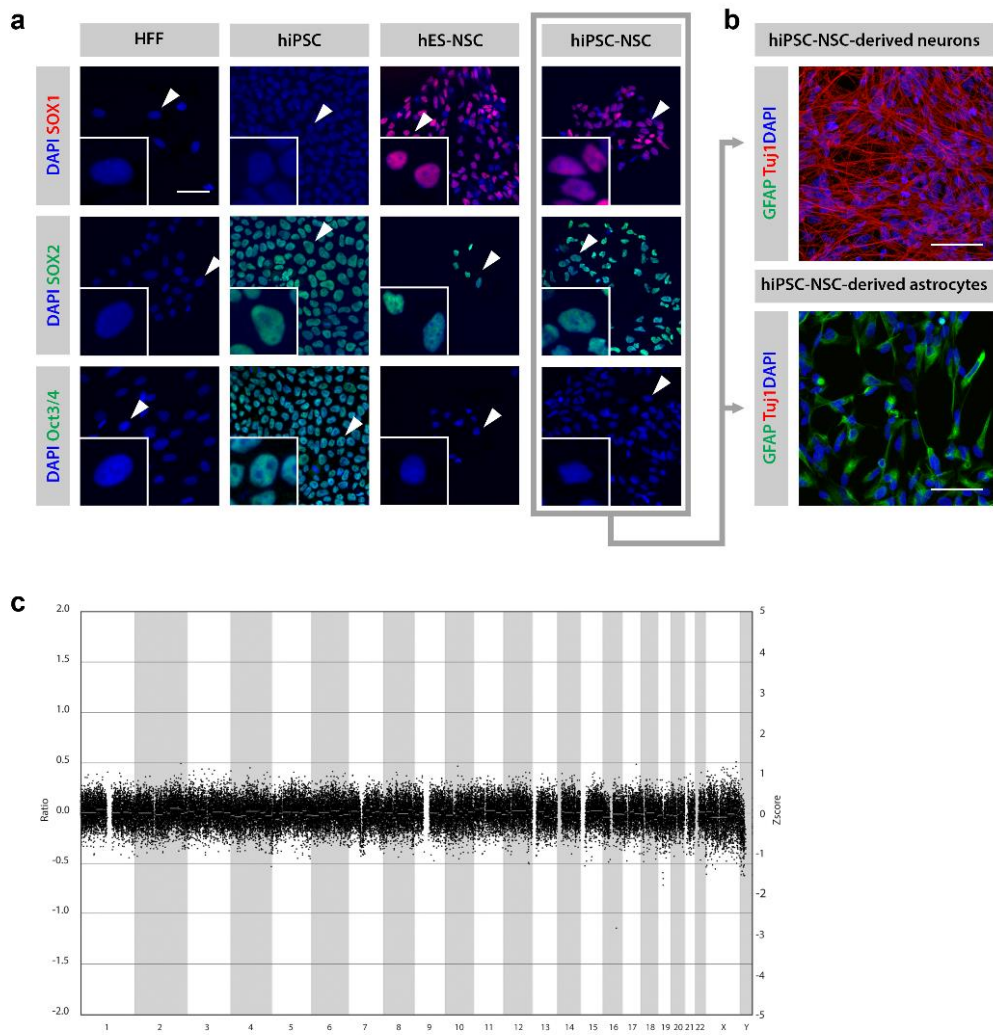 a
HFF
hiPSC
hES-NSC
hiPSC-NSC
DAPI SOX1
DAPI SOX2
DAPI Oct3/4
b
hiPSC-NSC-derived neurons
GFAP Tuj1 DAPI
hiPSC-NSC-derived astrocytes
GFAP Tuj1 DAPI
c
2.0
1.5
1.0
0.5
0.0
-0.5
-1.0
-1.5
-2.0
Ratio
5
4
3
2
1
0
-1
-2
-3
-4
-5
Zscore
1 2 3 4 5 6 7 8 9 10 11 12 13 14 15 16 17 18 19 20 21 22 X Y